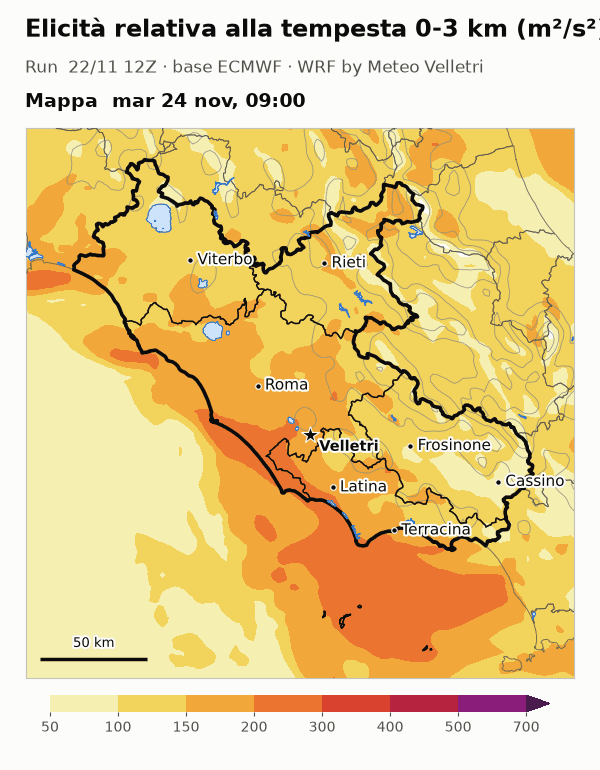 Elicità relativa alla tempesta 0-3 km (m²/s²)
Run  22/11 12Z · base ECMWF · WRF by Meteo Velletri
Mappa  mar 24 nov, 09:00
Viterbo
Rieti
Roma
Velletri
Frosinone
Cassino
Latina
Terracina
50 km
50 100 150 200 300 400 500 700